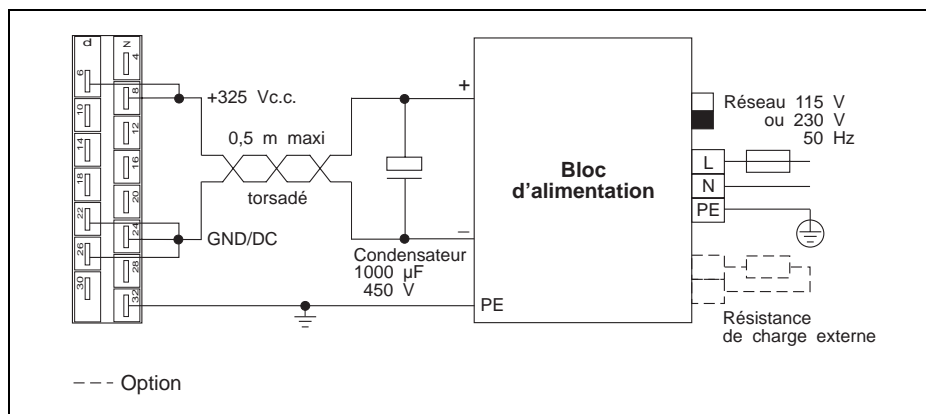 d
z
4
6
8
10
12
14
16
18
20
22
24
26
28
30
32
+325 Vc.c.
0,5 m maxi
torsadé
GND/DC
+
–
Condensateur
1000 µF
450 V
PE
Bloc
d'alimentation
Réseau 115 V
ou 230 V
50 Hz
L
N
PE
Résistance
de charge externe
Option